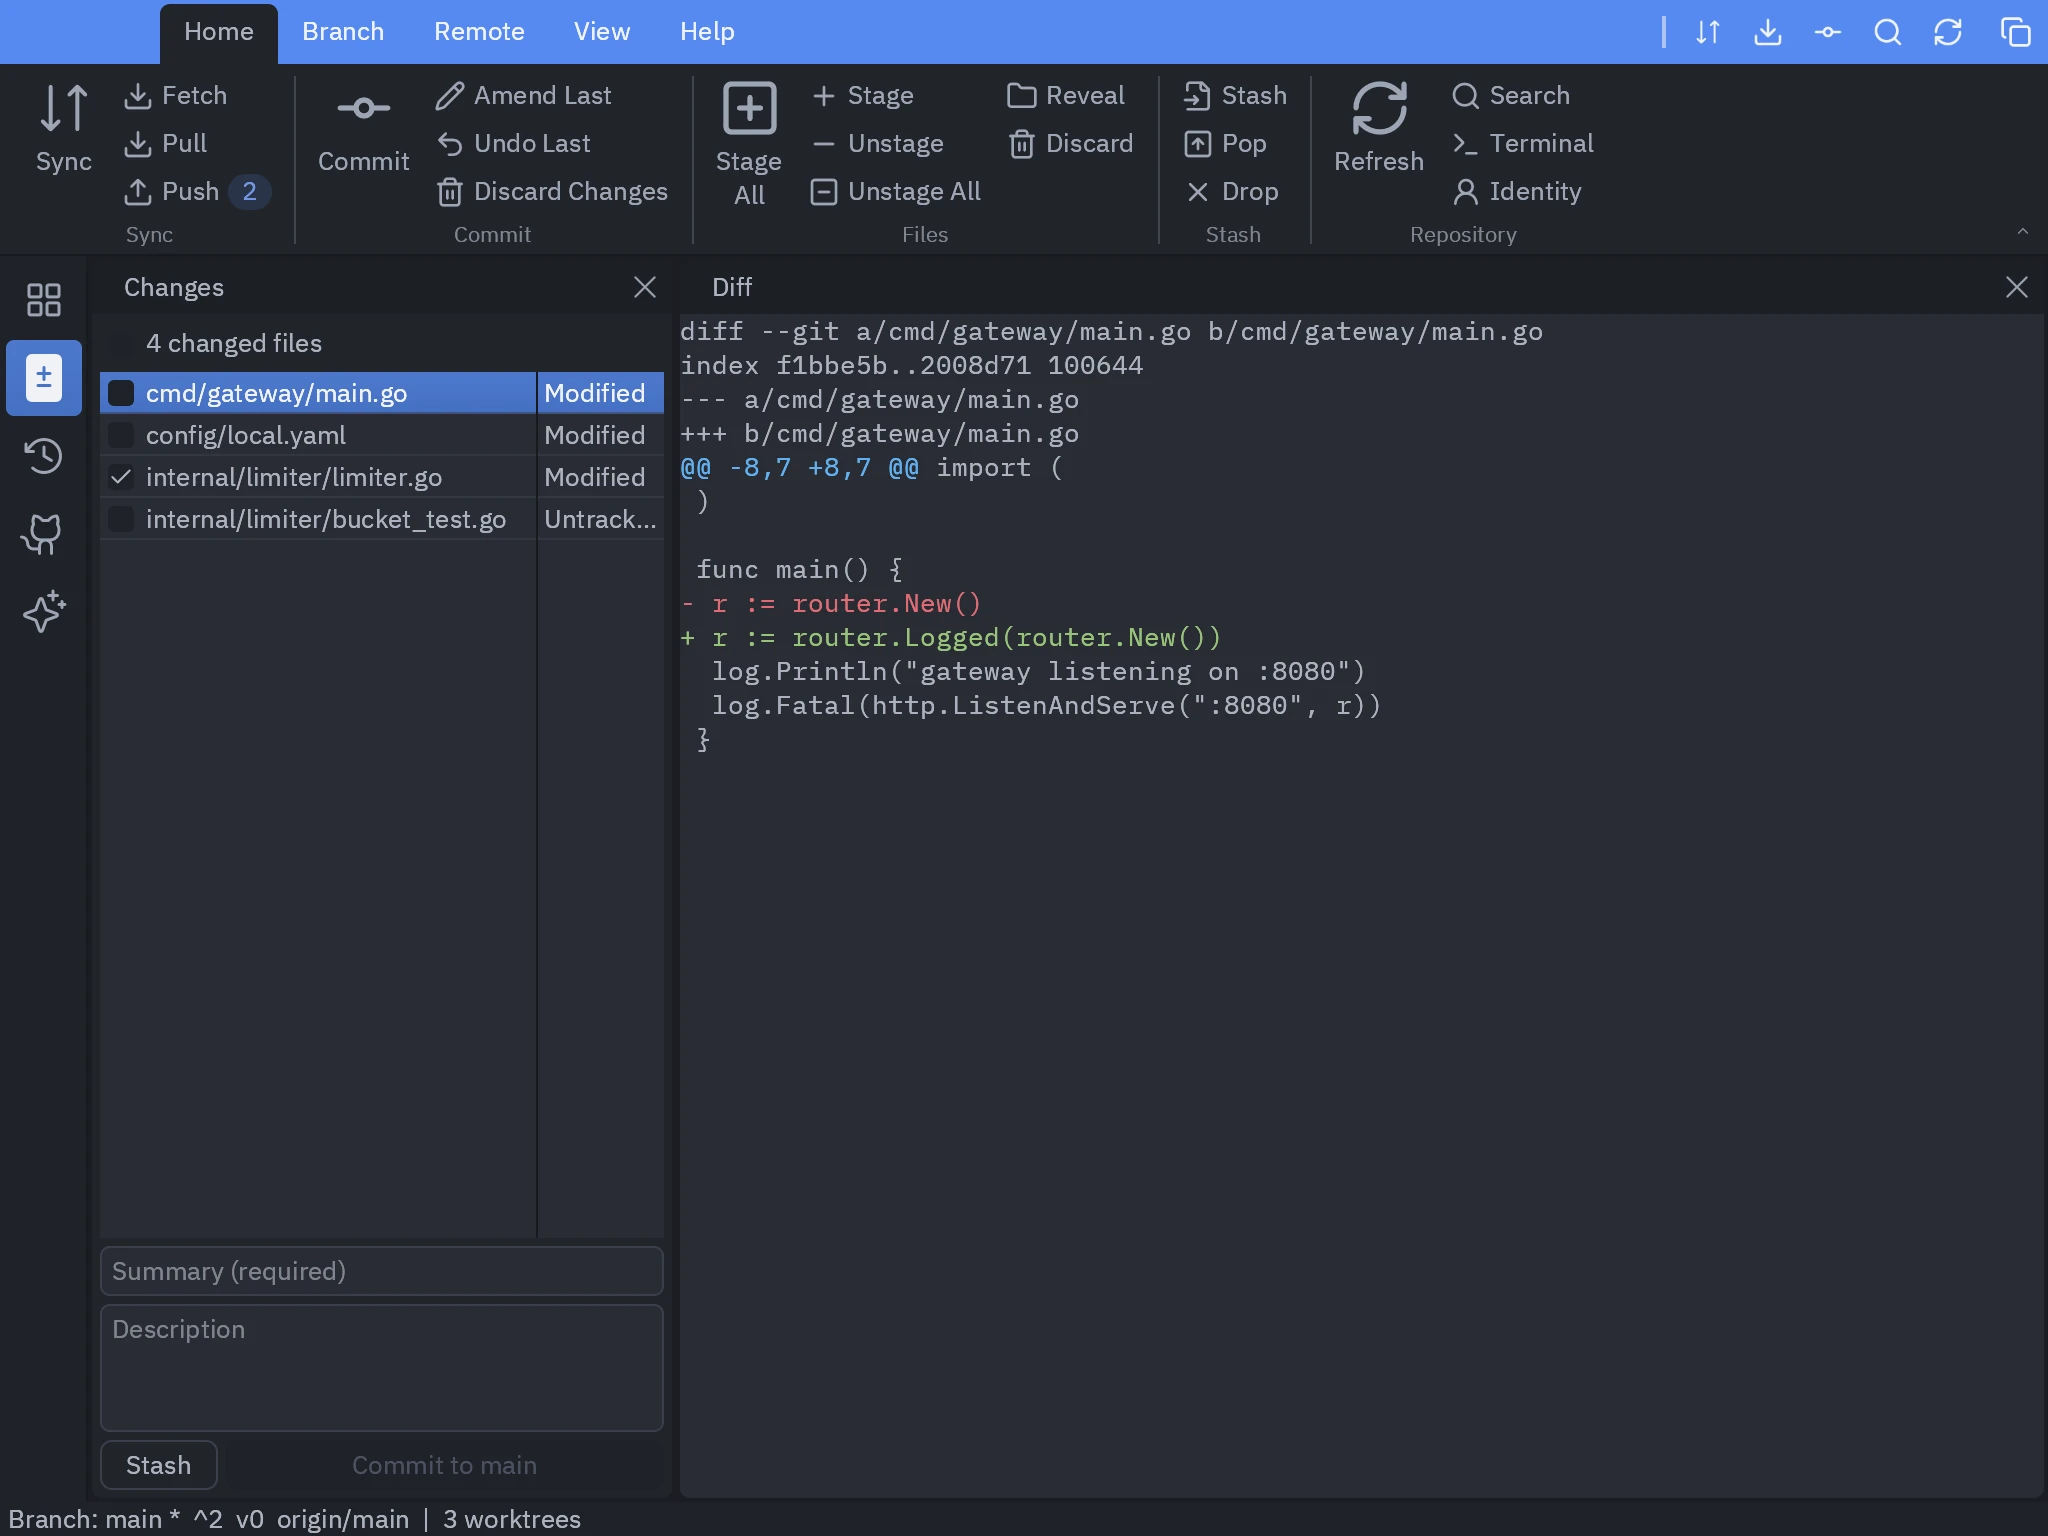 Home Branch Remote View Help
Sync
Fetch
Pull
Push 2
Sync
Commit
Amend Last
Undo Last
Discard Changes
Commit
Stage
All
Stage
Unstage
Unstage All
Reveal
Discard
Files
Stash
Pop
Drop
Stash
Refresh
Search
Terminal
Identity
Repository
Changes
4 changed files
cmd/gateway/main.go Modified
config/local.yaml Modified
internal/limiter/limiter.go Modified
internal/limiter/bucket_test.go Untrack...
Summary (required)
Description
Stash Commit to main
Diff
diff --git a/cmd/gateway/main.go b/cmd/gateway/main.go
index f1bbe5b..2008d71 100644
--- a/cmd/gateway/main.go
+++ b/cmd/gateway/main.go
@@ -8,7 +8,7 @@ import (
)
func main() {
- r := router.New()
+ r := router.Logged(router.New())
log.Println("gateway listening on :8080")
log.Fatal(http.ListenAndServe(":8080", r))
}
Branch: main * ^2 v0 origin/main | 3 worktrees